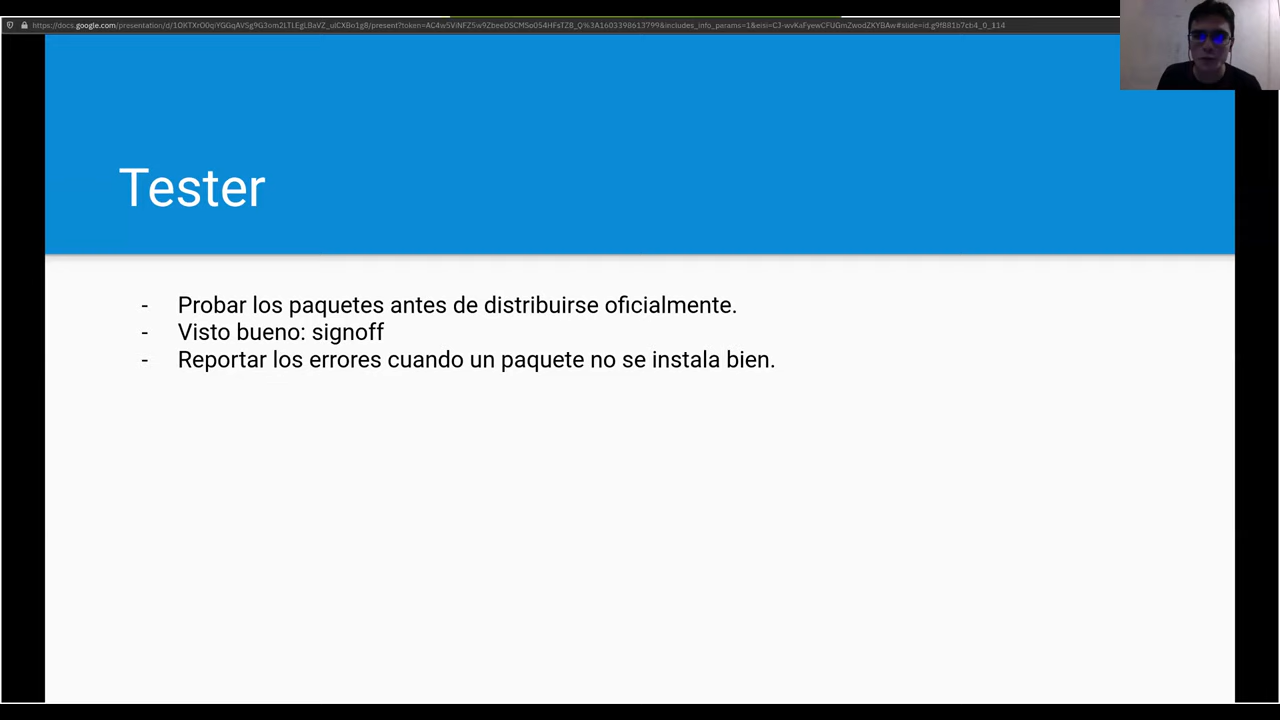 Tester
- Probar los paquetes antes de distribuirse oficialmente.
- Visto bueno: signoff
- Reportar los errores cuando un paquete no se instala bien.